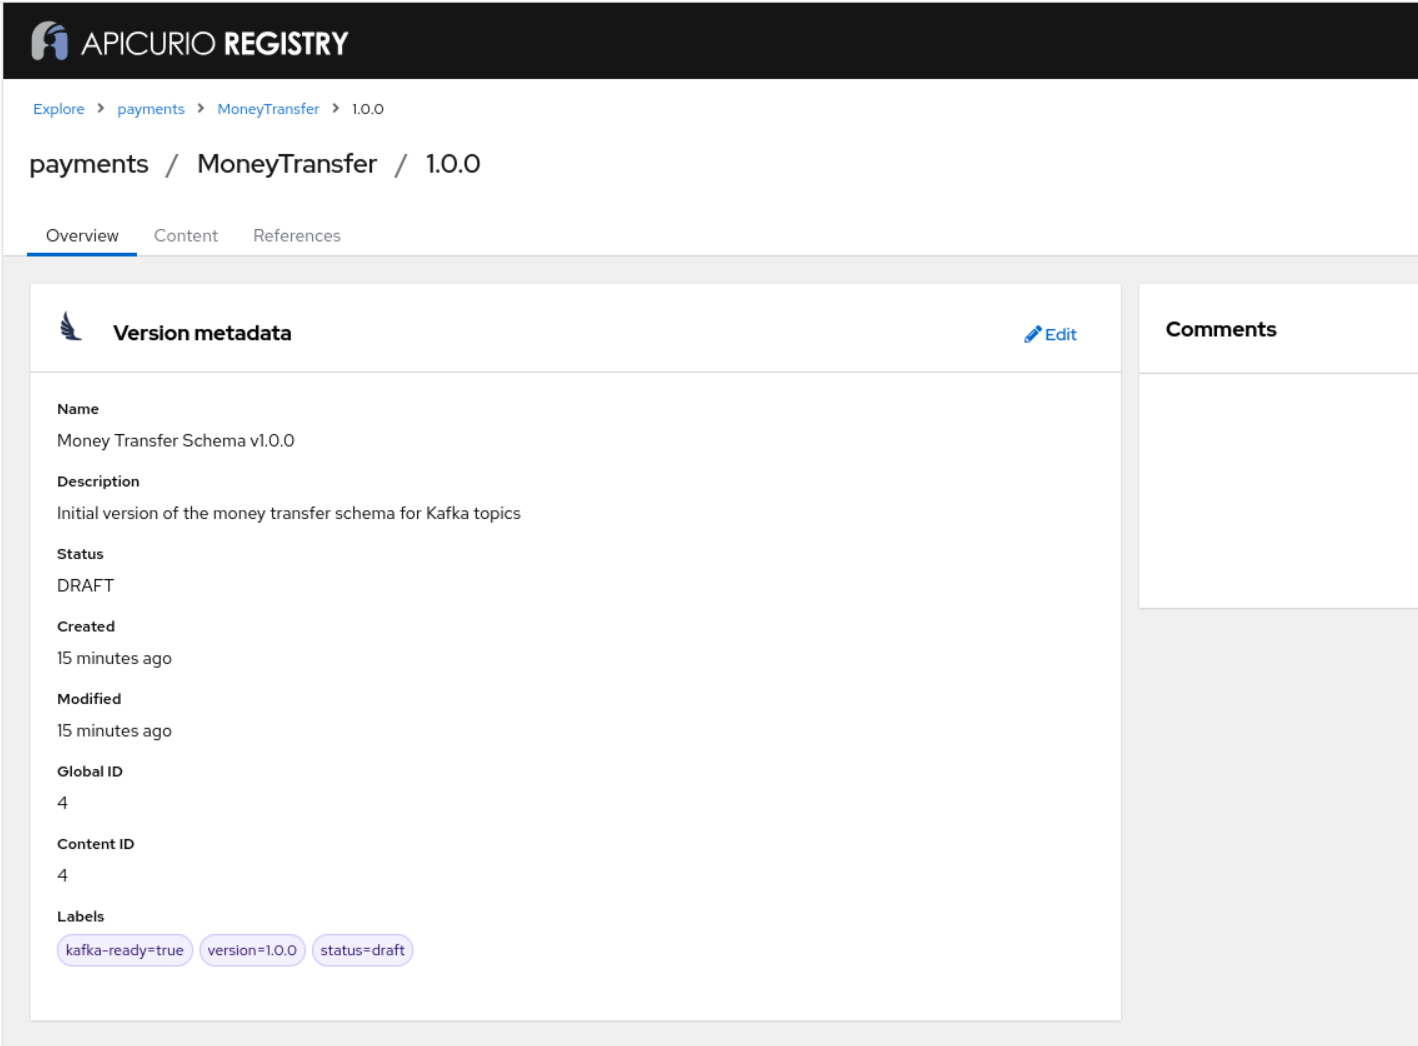 APICURIO REGISTRY
Explore > payments > MoneyTransfer > 1.0.0
payments / MoneyTransfer / 1.0.0
Overview Content References
Version metadata
Edit
Name
Money Transfer Schema v1.0.0
Description
Initial version of the money transfer schema for Kafka topics
Status
DRAFT
Created
15 minutes ago
Modified
15 minutes ago
Global ID
4
Content ID
4
Labels
kafka-ready=true version=1.0.0 status=draft
Comments